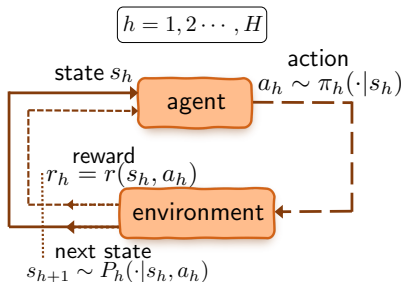 h = 1, 2 ⋯ , H
action
state s_h
a_h ∼ π_h(·|s_h)
agent
reward
r_h = r(s_h, a_h)
environment
next state
s_{h+1} ∼ P_h(·|s_h, a_h)